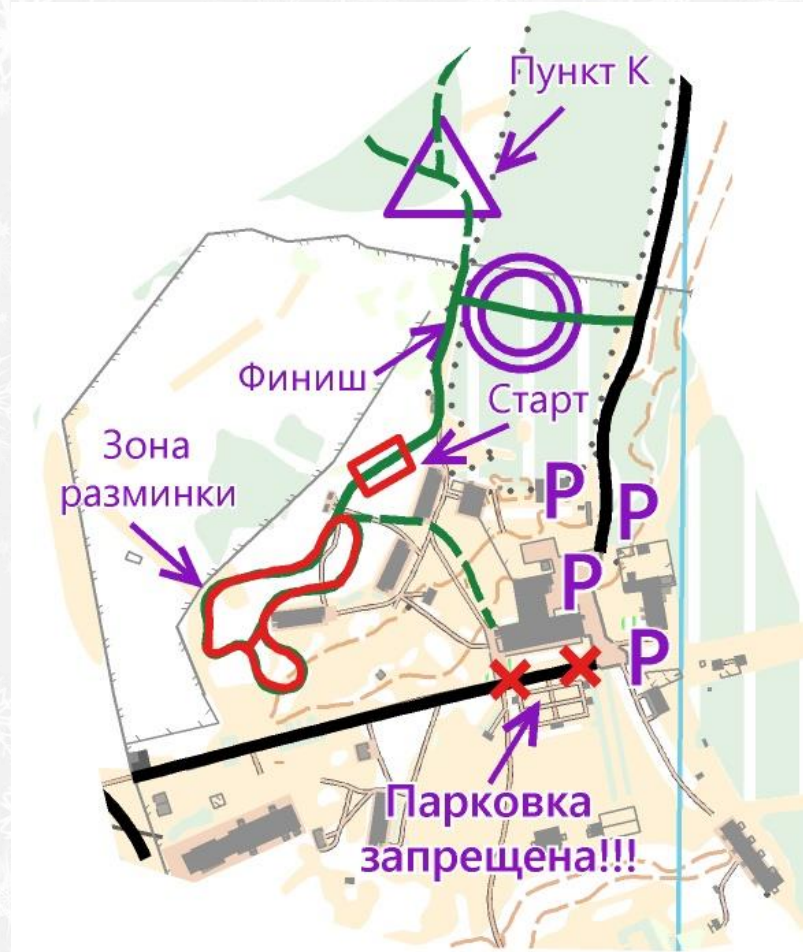 Пункт К
Финиш
Старт
Зона
разминки
P
P
P
P
Парковка
запрещена!!!